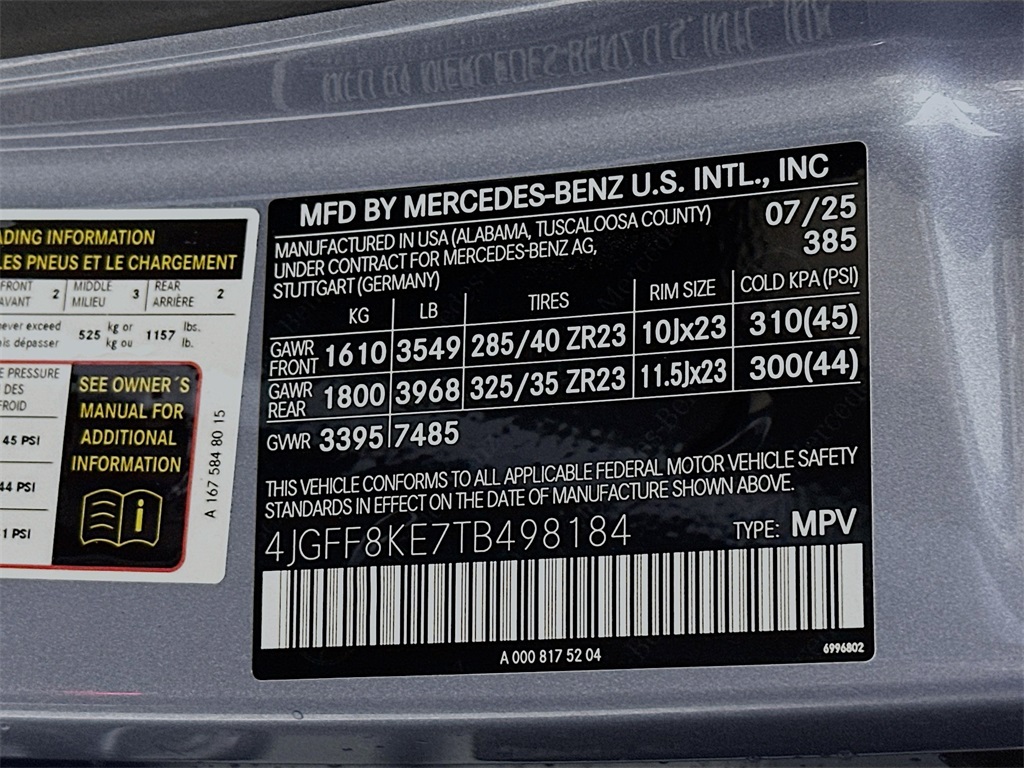 MFD BY MERCEDES-BENZ U.S. INTL., INC
MANUFACTURED IN USA (ALABAMA, TUSCALOOSA COUNTY)
UNDER CONTRACT FOR MERCEDES-BENZ AG,
STUTTGART (GERMANY)
07/25
385
KG LB TIRES RIM SIZE COLD KPA (PSI)
GAWR FRONT 1610 3549 285/40 ZR23 10Jx23 310(45)
GAWR REAR 1800 3968 325/35 ZR23 11.5Jx23 300(44)
GVWR 3395 7485
THIS VEHICLE CONFORMS TO ALL APPLICABLE FEDERAL MOTOR VEHICLE SAFETY
STANDARDS IN EFFECT ON THE DATE OF MANUFACTURE SHOWN ABOVE.
4JGFF8KE7TB498184 TYPE: MPV
A 000 817 52 04
6996802
INFORMATION
LES PNEUS ET LE CHARGEMENT
FRONT 2 MIDDLE 3 REAR 2
AVANT MILIEU ARRIÈRE
never exceed 525 kg or 1157 lbs.
dépasser kg ou lb.
PRESSURE
DES
45 PSI
44 PSI
PSI
SEE OWNER´S
MANUAL FOR
ADDITIONAL
INFORMATION
i
A 167 584 80 15